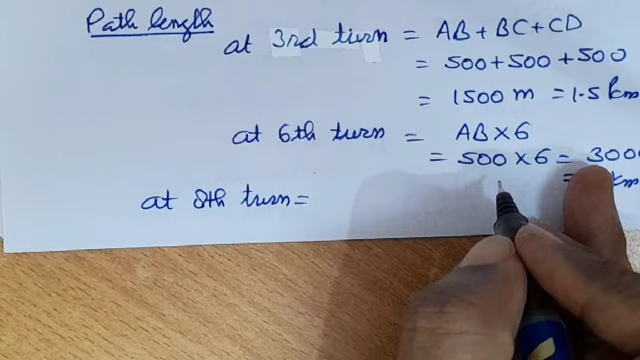 Path length
at 3rd turn = AB + BC + CD
= 500 + 500 + 500
= 1500 m = 1.5 km
at 6th turn = AB × 6
= 500 × 6 = 3000
= km
at 8th turn =